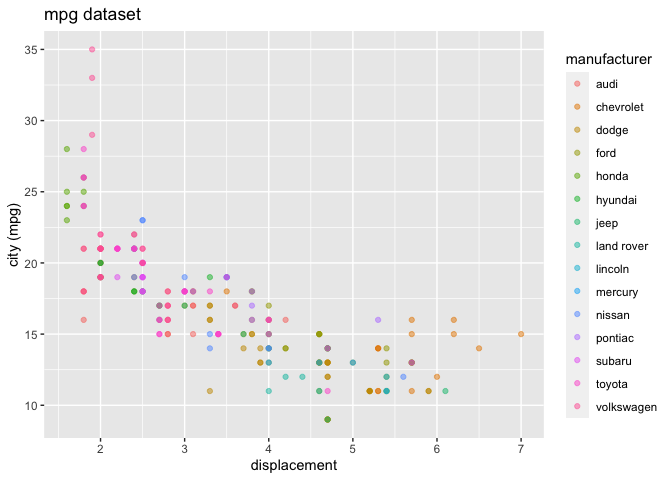 mpg dataset
35
30
25
20
15
10
city (mpg)
2 3 4 5 6 7
displacement
manufacturer
audi
chevrolet
dodge
ford
honda
hyundai
jeep
land rover
lincoln
mercury
nissan
pontiac
subaru
toyota
volkswagen